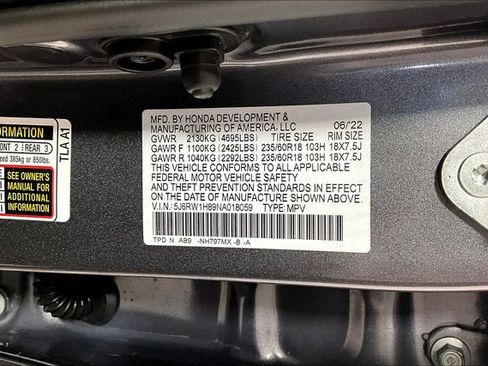 INFORMATION
ONT 2 REAR 3
eed 385kg or 850lbs.
SEE OWNER'S
MANUAL FOR
ADDITIONAL
INFORMATION
TLA A1
MFD. BY HONDA DEVELOPMENT & 06/'22
MANUFACTURING OF AMERICA, LLC
GVWR 2130KG (4695LBS) TIRE SIZE RIM SIZE
GAWR F 1100KG (2425LBS) 235/60R18 103H 18X7.5J
GAWR R 1040KG (2292LBS) 235/60R18 103H 18X7.5J
THIS VEHICLE CONFORMS TO ALL APPLICABLE
FEDERAL MOTOR VEHICLE SAFETY
AND THEFT PREVENTION STANDARDS IN EFFECT
ON THE DATE OF MANUFACTURE SHOWN ABOVE.
V.I.N.: 5J6RW1H89NA018059 TYPE: MPV
TPD N AB9 -NH797MX -B -A